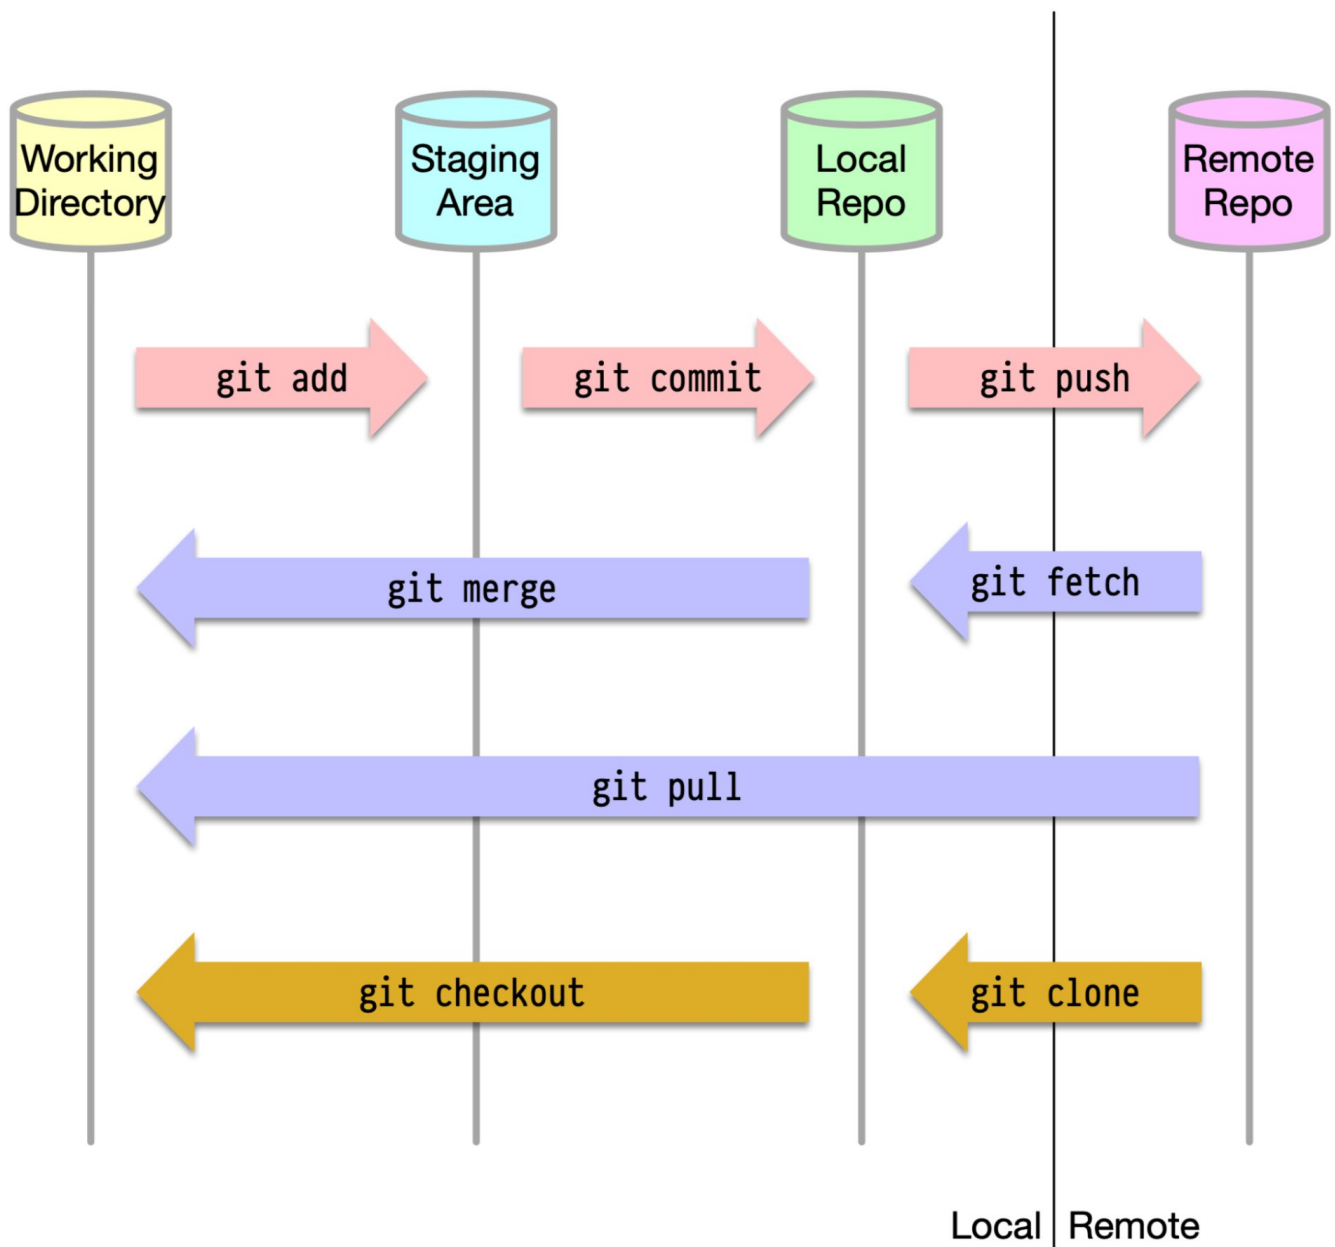 Working
Directory
Staging
Area
Local
Repo
Remote
Repo
git add
git commit
git push
git merge
git fetch
git pull
git checkout
git clone
Local
Remote